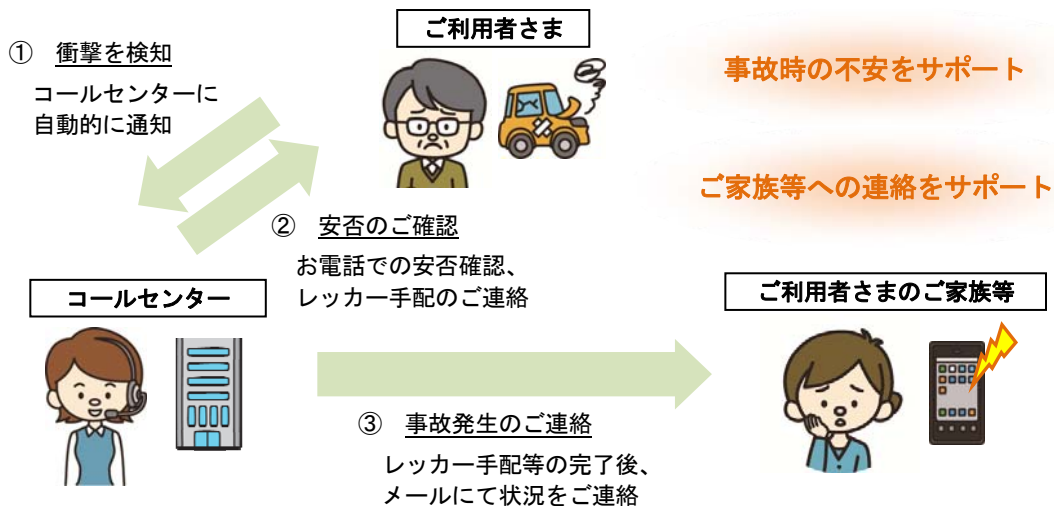 ご利用者さま
① 衝撃を検知
コールセンターに
自動的に通知
事故時の不安をサポート
ご家族等への連絡をサポート
② 安否のご確認
お電話での安否確認、
レッカー手配のご連絡
コールセンター
ご利用者さまのご家族等
③ 事故発生のご連絡
レッカー手配等の完了後、
メールにて状況をご連絡